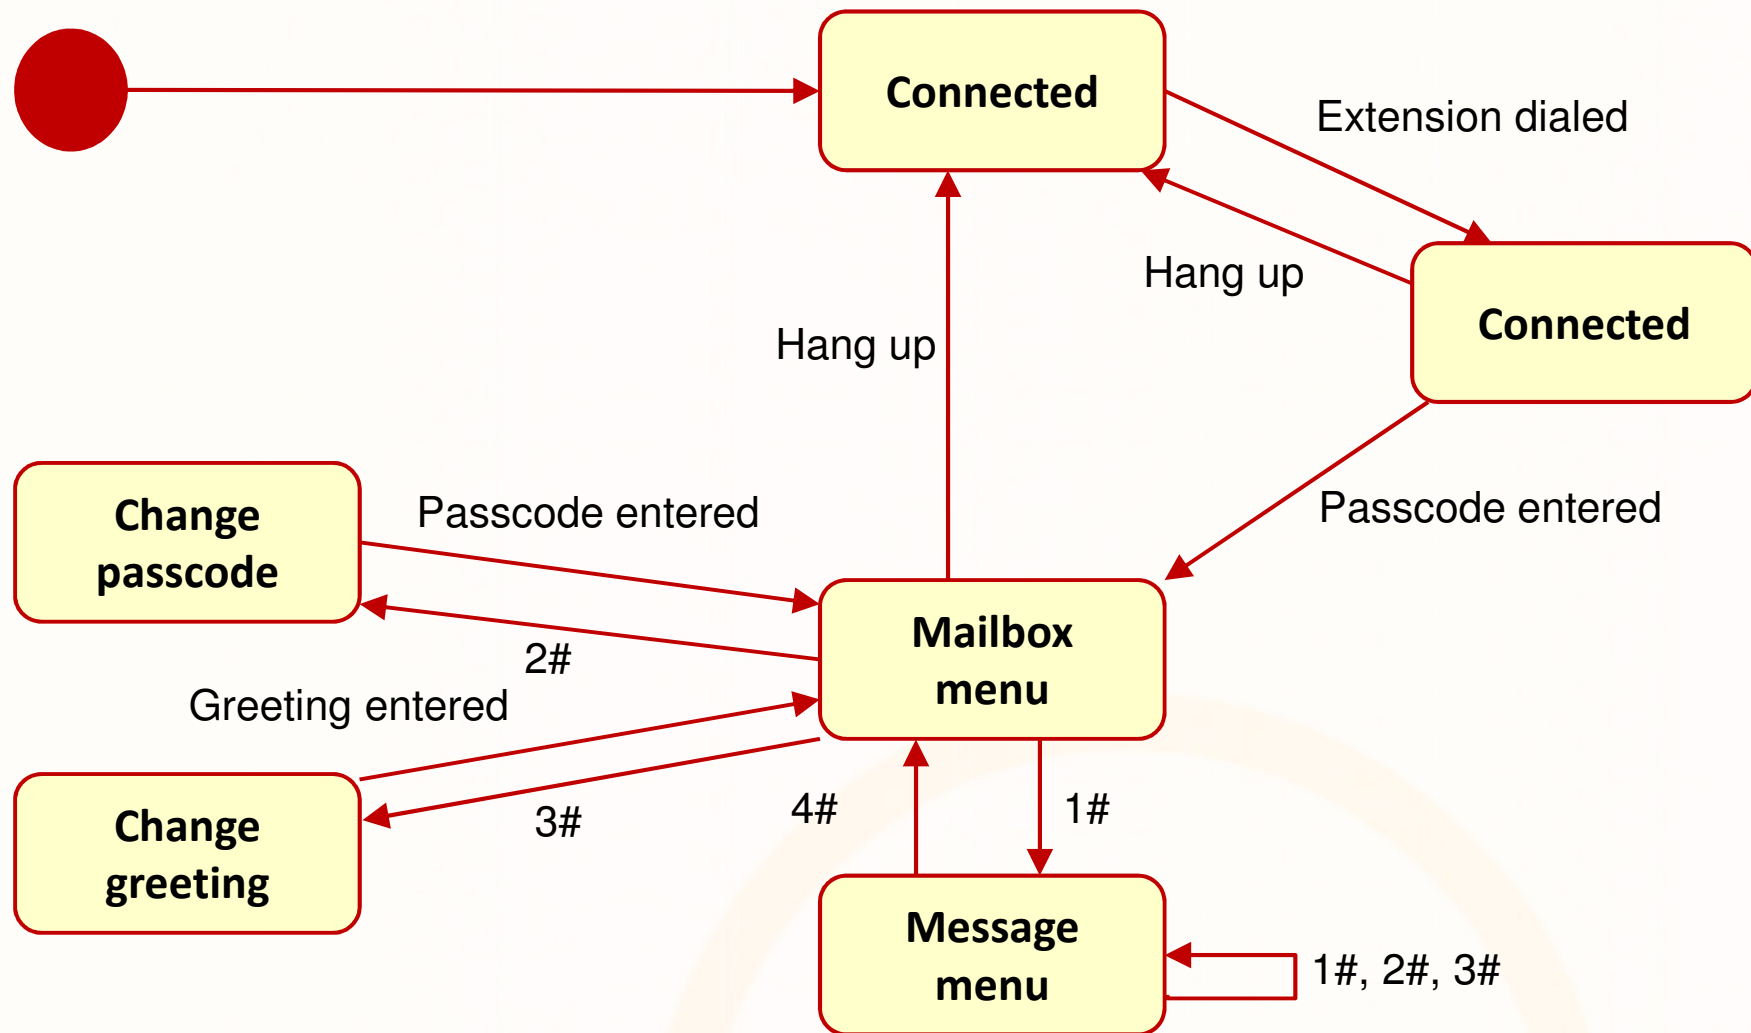 Connected
Extension dialed
Hang up
Connected
Hang up
Change
passcode
Passcode entered
Passcode entered
Mailbox
menu
2#
Greeting entered
3#
4#
1#
Change
greeting
Message
menu
1#, 2#, 3#